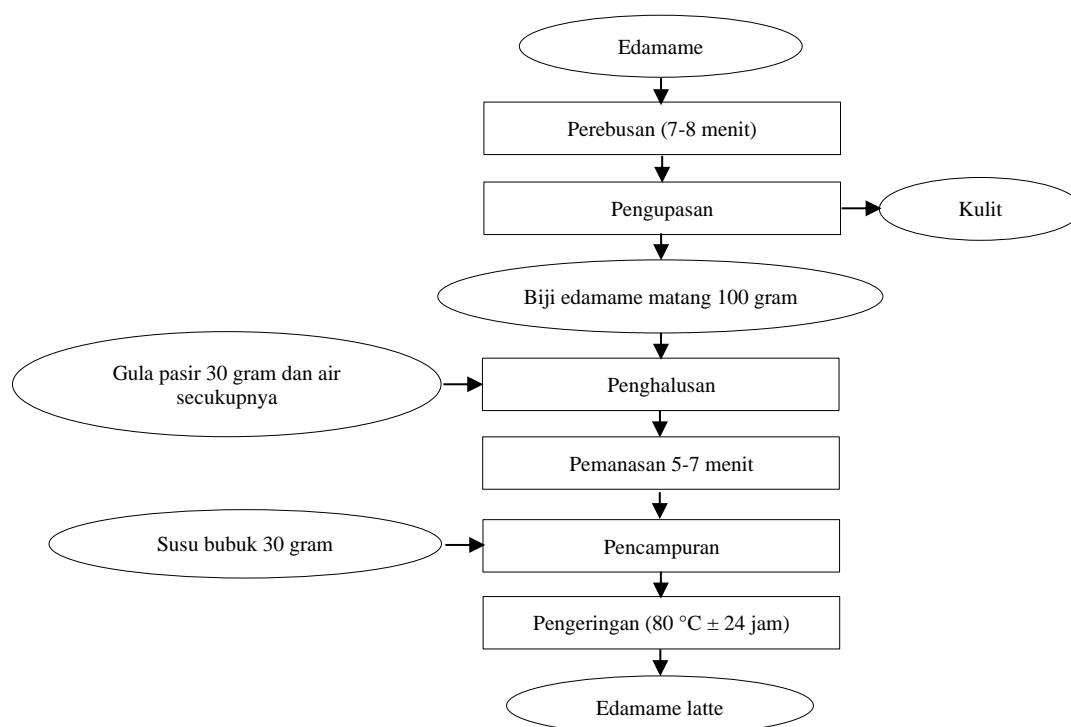 Edamame
Perebusan (7-8 menit)
Pengupasan
Kulit
Biji edamame matang 100 gram
Gula pasir 30 gram dan air
secukupnya
Penghalusan
Pemanasan 5-7 menit
Susu bubuk 30 gram
Pencampuran
Pengeringan (80 °C ± 24 jam)
Edamame latte